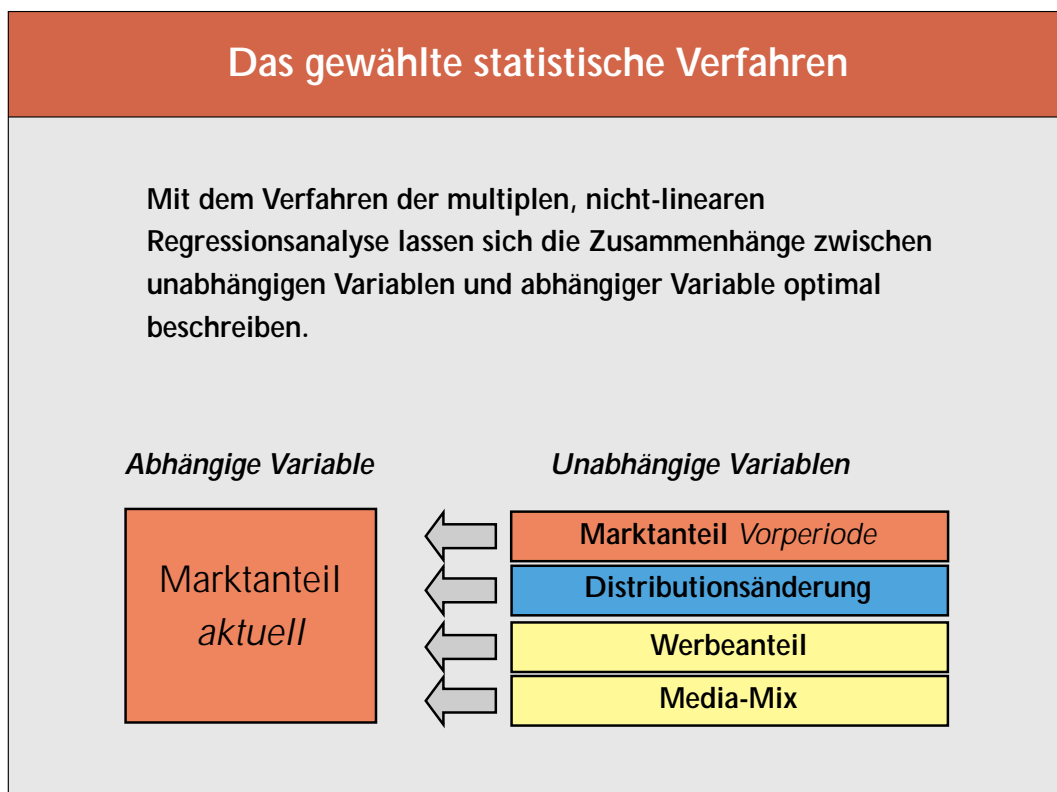 Das gewählte statistische Verfahren
Mit dem Verfahren der multiplen, nicht-linearen
Regressionsanalyse lassen sich die Zusammenhänge zwischen
unabhängigen Variablen und abhängiger Variable optimal
beschreiben.
Abhängige Variable
Unabhängige Variablen
Marktanteil
aktuell
Marktanteil Vorperiode
Distributionsänderung
Werbeanteil
Media-Mix